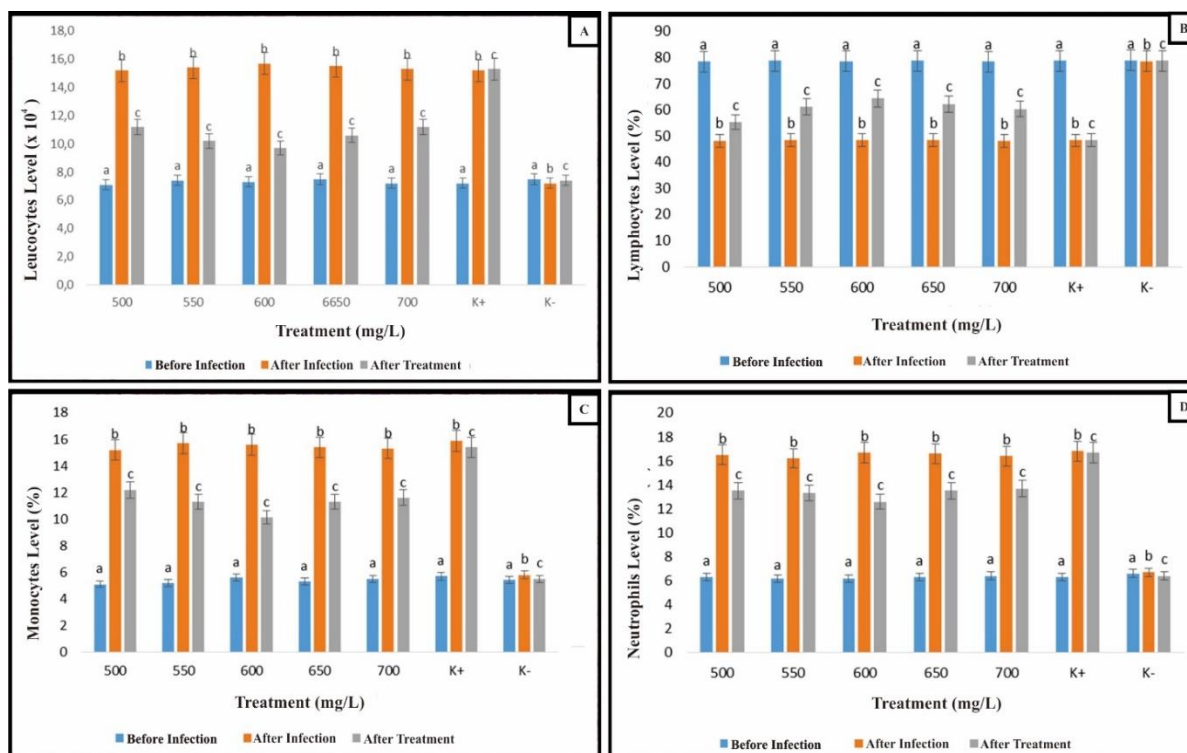 A
Leucocytes Level (x 10⁴)
18,0
16,0
14,0
12,0
10,0
8,0
6,0
4,0
2,0
0,0
a b c a b c a b c a b c a b c a b c a b c
500 550 600 6650 700 K+ K-
Treatment (mg/L)
Before Infection After Infection After Treatment
B
Lymphocytes Level (%)
90
80
70
60
50
40
30
20
10
0
a b c a b c a b c a b c a b c a b c a b c
500 550 600 650 700 K+ K-
Treatment (mg/L)
Before Infection After Infection After Treatment
C
Monocytes Level (%)
18
16
14
12
10
8
6
4
2
0
a b c a b c a b c a b c a b c a b c a b c
500 550 600 650 700 K+ K-
Treatment (mg/L)
Before Infection After Infection After Treatment
D
Neutrophils Level (%)
20
18
16
14
12
10
8
6
4
2
0
a b c a b c a b c a b c a b c a b c a b c
500 550 600 650 700 K+ K-
Treatment (mg/L)
Before Infection After Infection After Treatment